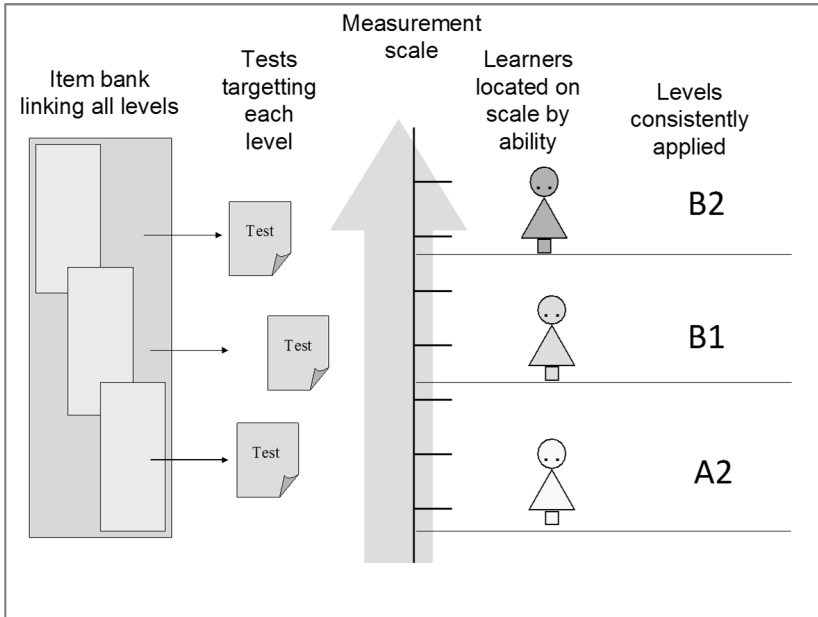 Item bank
linking all levels
Tests
targetting
each
level
Measurement
scale
Learners
located on
scale by
ability
Levels
consistently
applied
Test
B2
Test
B1
Test
A2